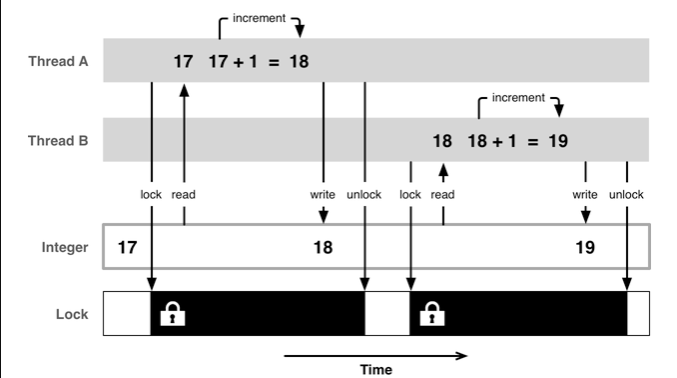 increment
Thread A 17 17 + 1 = 18
increment
Thread B 18 18 + 1 = 19
lock read write unlock lock read write unlock
Integer 17 18 19
Lock
Time